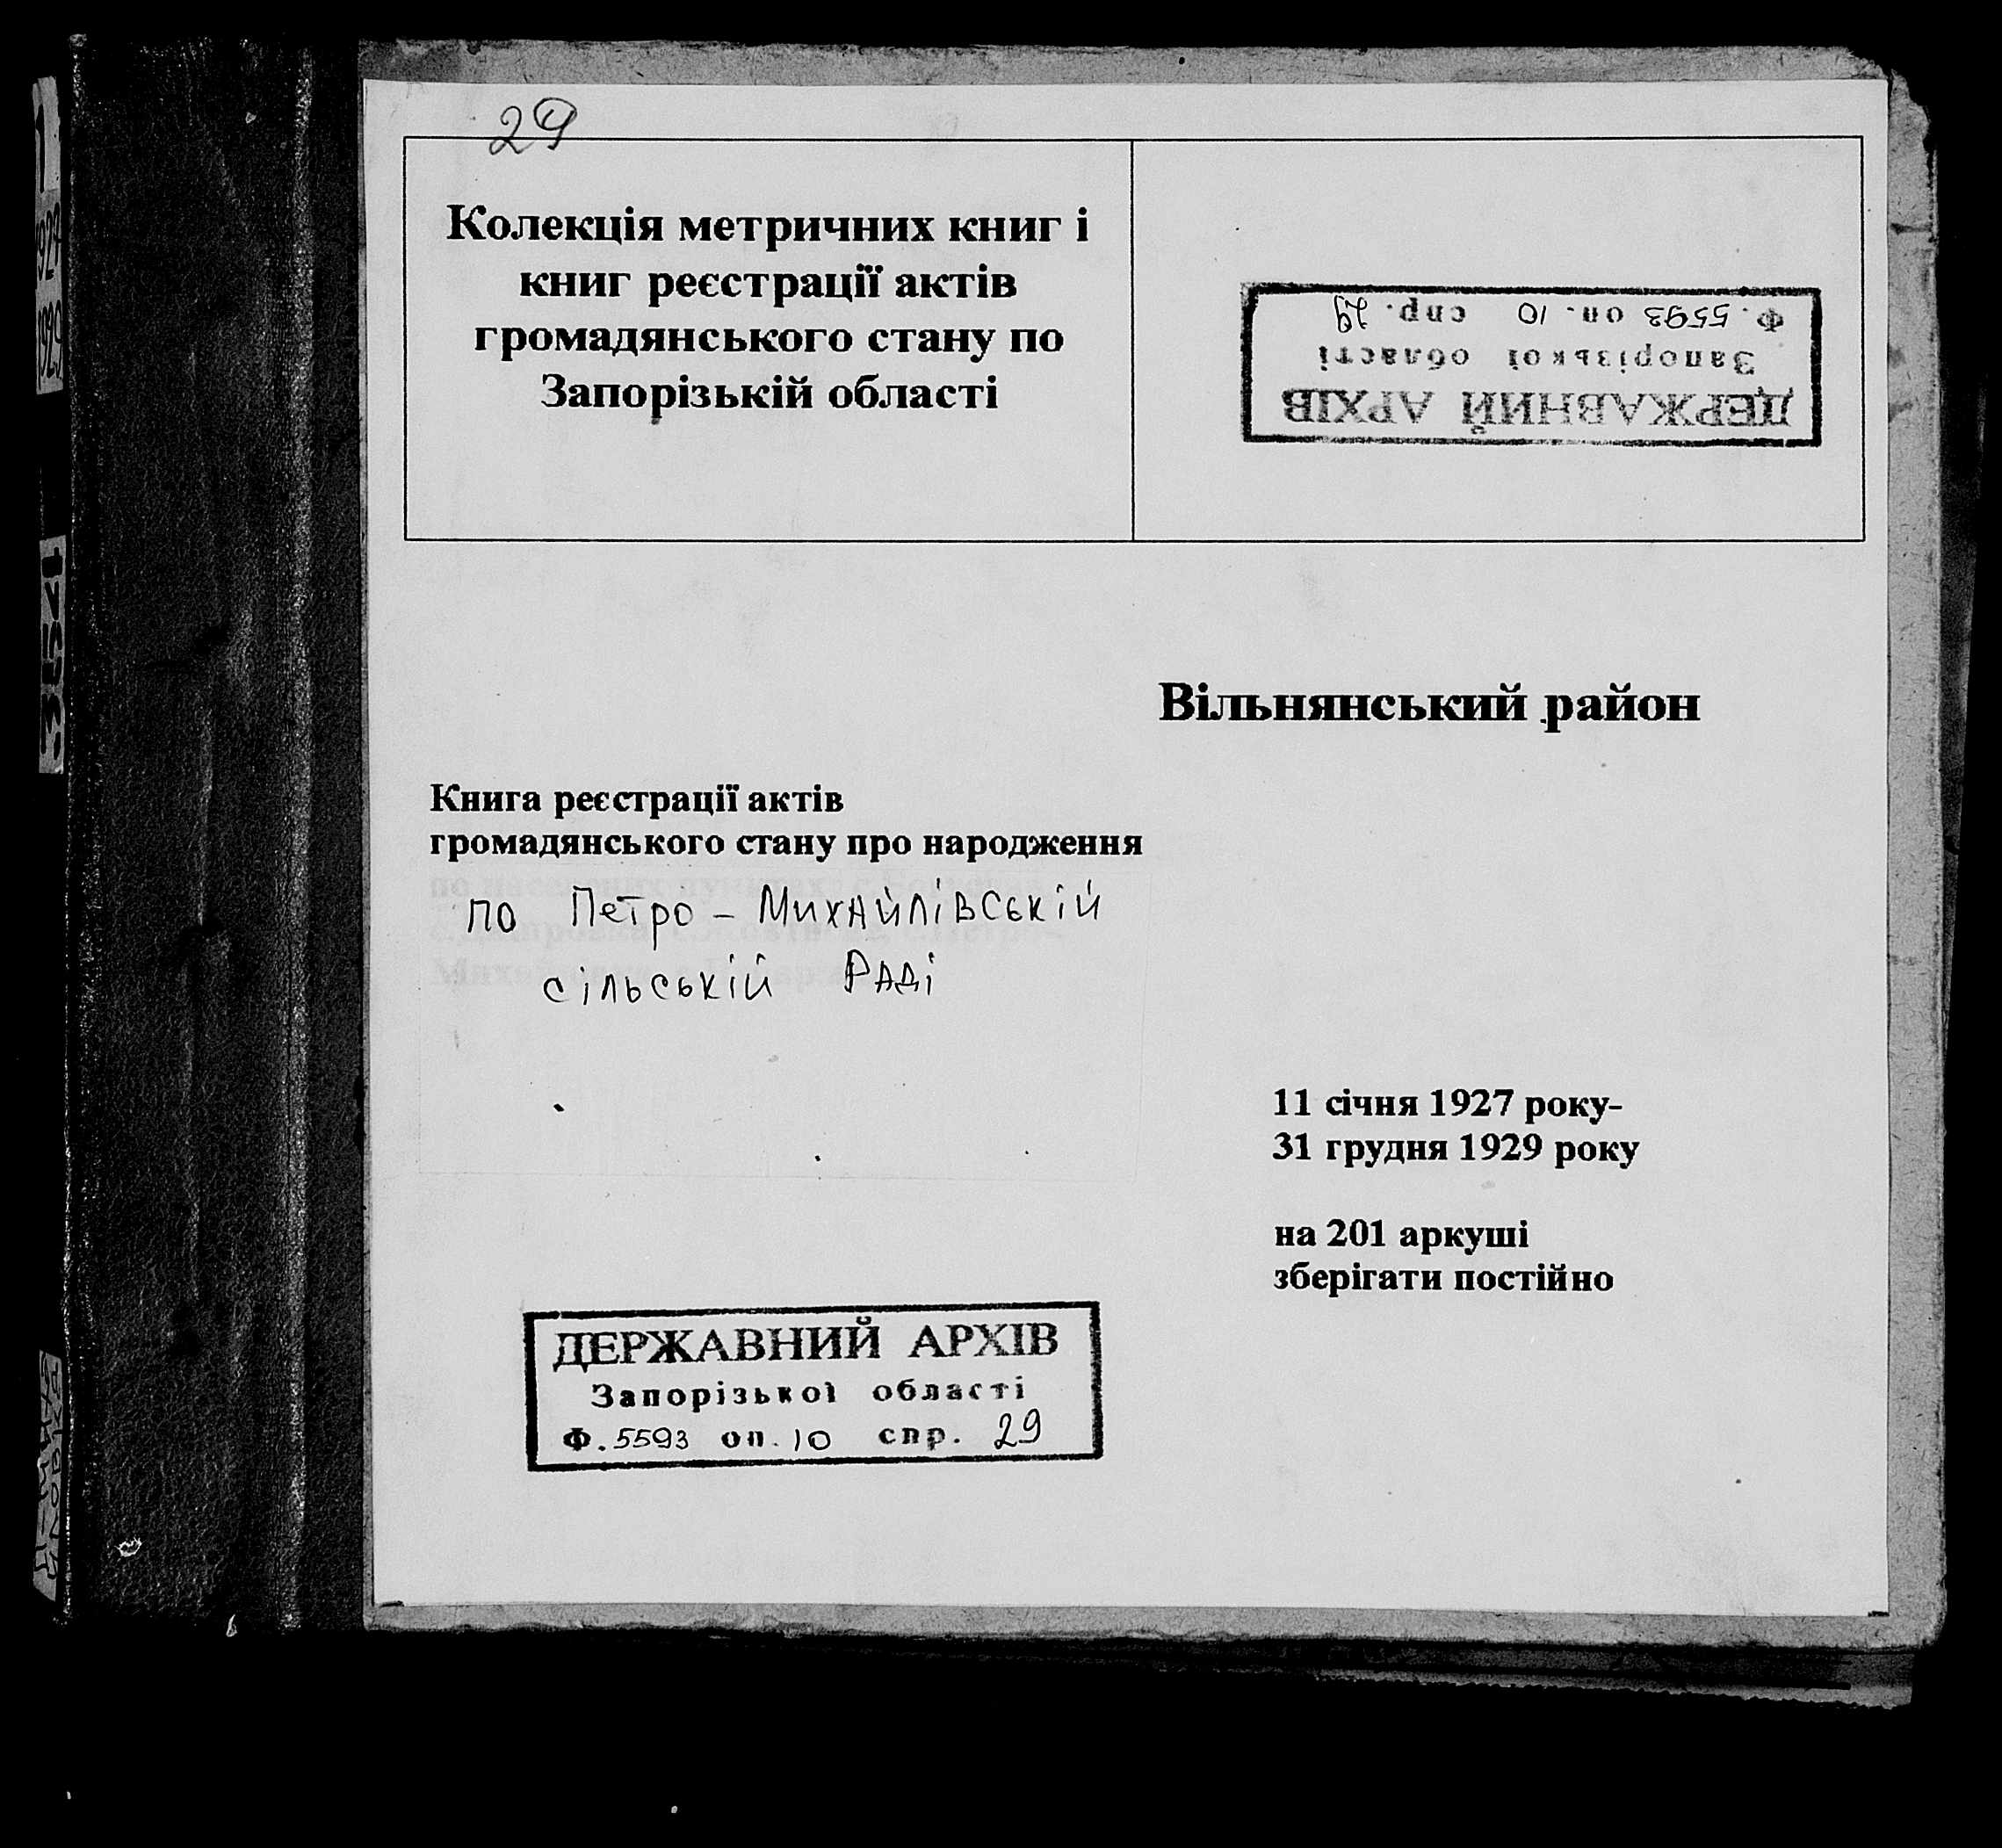 29
Колекція метричних книг і
книг реєстрації актів
громадянського стану по
Запорізькій області
ДЕРЖАВНИЙ АРХІВ
Запорізької області
Ф. 5593 оп. 10 спр. 29
Вільнянський район
Книга реєстрації актів
громадянського стану про народження
по Петро-Михайлівській
сільській Раді
11 січня 1927 року-
31 грудня 1929 року
на 201 аркуші
зберігати постійно
ДЕРЖАВНИЙ АРХІВ
Запорізької області
Ф. 5593 оп. 10 спр. 29
1
1927
1929